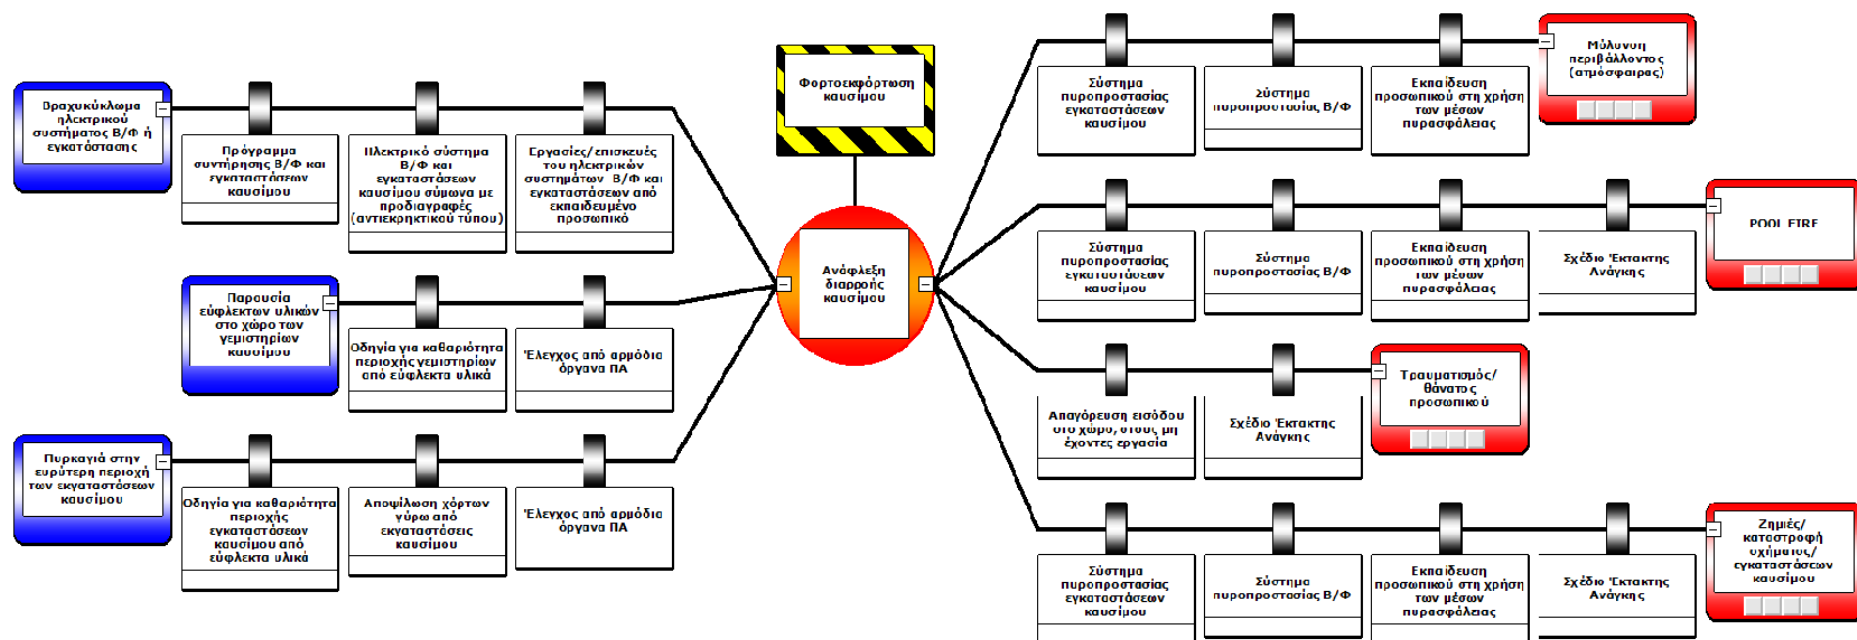 Βραχυκύκλωμα
ηλεκτρικού
συστήματος Β/Φ ή
εγκατάστασης
Πρόγραμμα
συντήρησης Β/Φ και
εγκαταστάσεων
καυσίμου
Ηλεκτρικό σύστημα
Β/Φ και
εγκαταστάσεων
καυσίμου σύμωνα με
προδιαγραφές
(αντιεκρηκτικού τύπου)
Εργασίες/επισκευές
του ηλεκτρικών
συστημάτων Β/Φ και
εγκαταστάσεων από
εκπαιδευμένο
προσωπικό
Παρουσία
εύφλεκτων υλικών
στο χώρο των
γεμιστηρίων
καυσίμου
Οδηγία για καθαριότητα
περιοχής γεμιστηρίων
από εύφλεκτα υλικά
Έλεγχος από αρμόδια
όργανα ΠΑ
Πυρκαγιά στην
ευρύτερη περιοχή
των εκγαταστάσεων
καυσίμου
Οδηγία για καθαριότητα
περιοχής
εγκαταστάσεων
καυσίμου από
εύφλεκτα υλικά
Αποψίλωση χόρτων
γύρω από
εκγαταστάσεις
καυσίμου
Έλεγχος από αρμόδια
όργανα ΠΑ
Φορτοεκφόρτωση
καυσίμου
Ανάφλεξη
διαρροής
καυσίμου
Σύστημα
πυροπροστασίας
εγκαταστάσεων
καυσίμου
Σύστημα
πυροπροστασίας Β/Φ
Εκπαίδευση
προσωπικού στη χρήση
των μέσων
πυρασφάλειας
Μόλυνση
περιβάλλοντος
(ατμόσφαιρας)
Σύστημα
πυροπροστασίας
εγκαταστάσεων
καυσίμου
Σύστημα
πυροπροστασίας Β/Φ
Εκπαίδευση
προσωπικού στη χρήση
των μέσων
πυρασφάλειας
Σχέδιο Έκτακτης
Ανάγκης
POOL FIRE
Απαγόρευση εισόδου
στο χώρο, στους μη
έχοντες εργασία
Σχέδιο Έκτακτης
Ανάγκης
Τραυματισμός/
θάνατος
προσωπικού
Σύστημα
πυροπροστασίας
εγκαταστάσεων
καυσίμου
Σύστημα
πυροπροστασίας Β/Φ
Εκπαίδευση
προσωπικού στη χρήση
των μέσων
πυρασφάλειας
Σχέδιο Έκτακτης
Ανάγκης
Ζημιές/
καταστροφή
οχήματος/
εγκαταστάσεων
καυσίμου